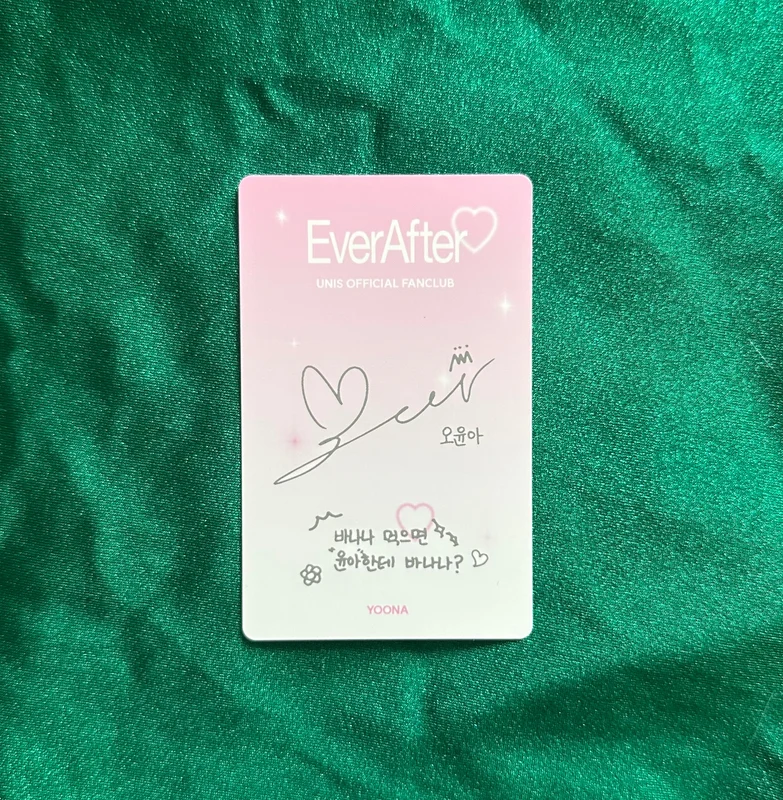 EverAfter
UNIS OFFICIAL FANCLUB
오윤아
바나나 먹으면
"윤아"한테 바나나?
YOONA